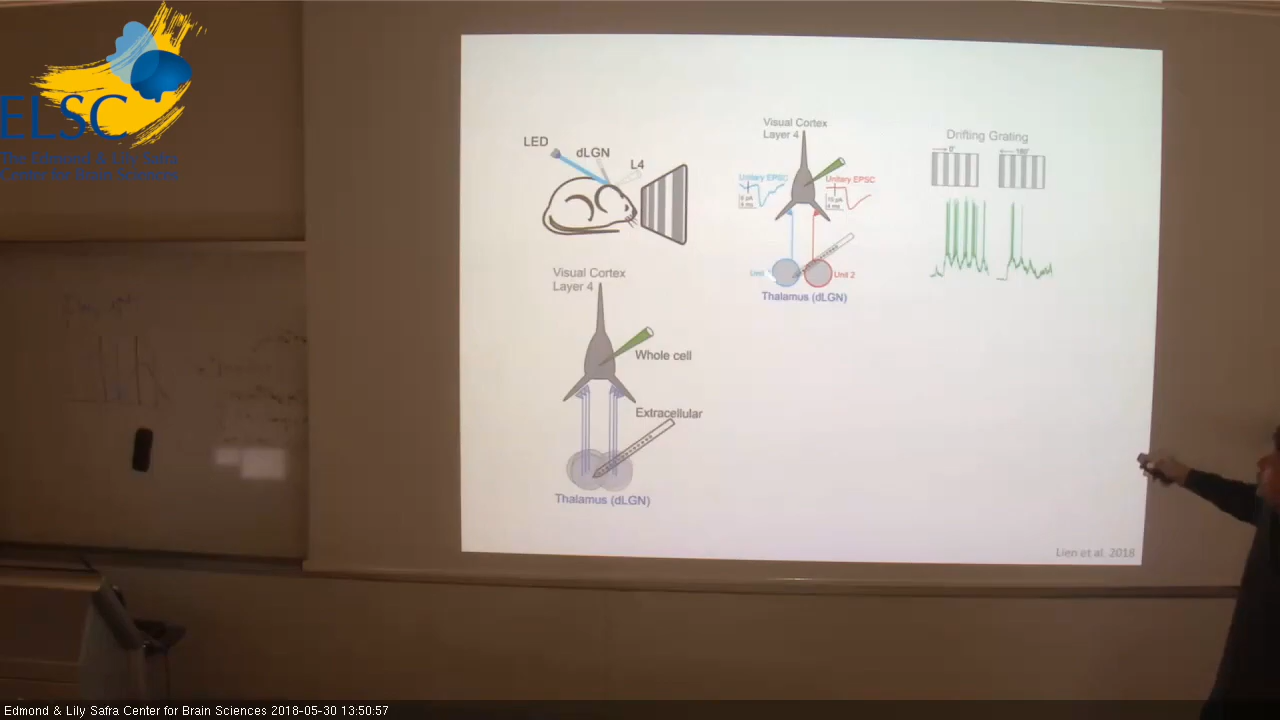 ELSC
The Edmond & Lily Safra
Center for Brain Sciences
LED
dLGN
L4
Visual Cortex
Layer 4
Whole cell
Extracellular
Thalamus (dLGN)
Visual Cortex
Layer 4
Unitary EPSC
Unitary EPSC
Unit
Unit 2
Thalamus (dLGN)
Drifting Grating
0°
180°
Lien et al. 2018
Edmond & Lily Safra Center for Brain Sciences 2018-05-30 13:50:57